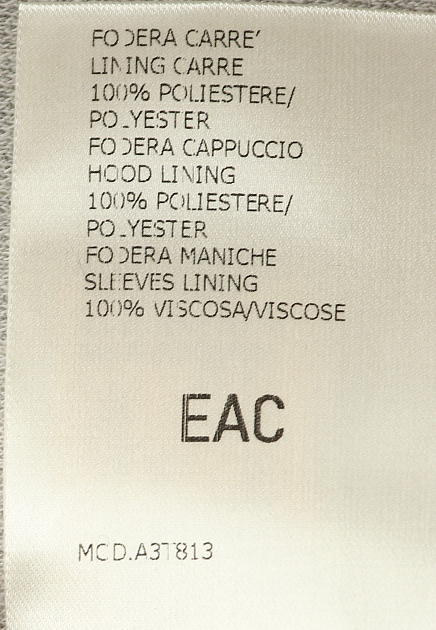 FODERA CARRE'
LINING CARRE
100% POLIESTERE/
POLYESTER
FODERA CAPPUCCIO
HOOD LINING
100% POLIESTERE/
POLYESTER
FODERA MANICHE
SLEEVES LINING
100% VISCOSA/VISCOSE
EAC
MOD.A3T813